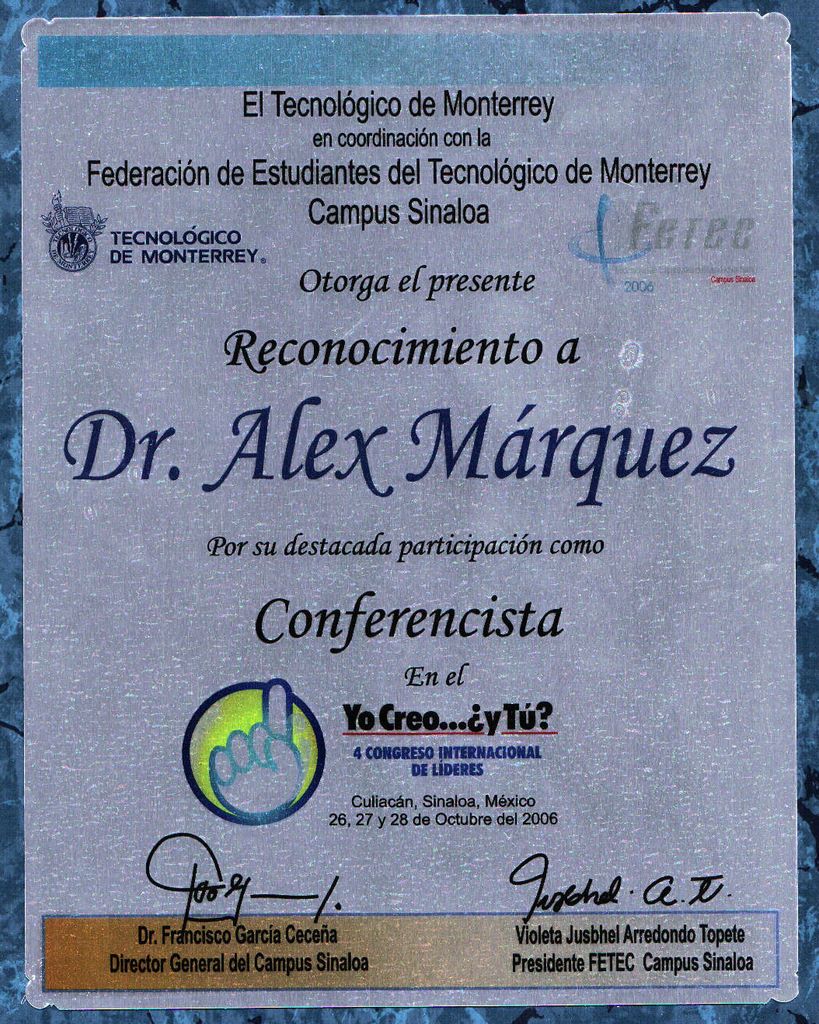 El Tecnológico de Monterrey
en coordinación con la
Federación de Estudiantes del Tecnológico de Monterrey
Campus Sinaloa
TECNOLÓGICO
DE MONTERREY®
FETEC
2006
Campus Sinaloa
Otorga el presente
Reconocimiento a
Dr. Alex Márquez
Por su destacada participación como
Conferencista
En el
Yo Creo...¿y Tú?
4 CONGRESO INTERNACIONAL
DE LÍDERES
Culiacán, Sinaloa, México
26, 27 y 28 de Octubre del 2006
Jusbhel. A. T.
Dr. Francisco García Ceceña
Director General del Campus Sinaloa
Violeta Jusbhel Arredondo Topete
Presidente FETEC Campus Sinaloa